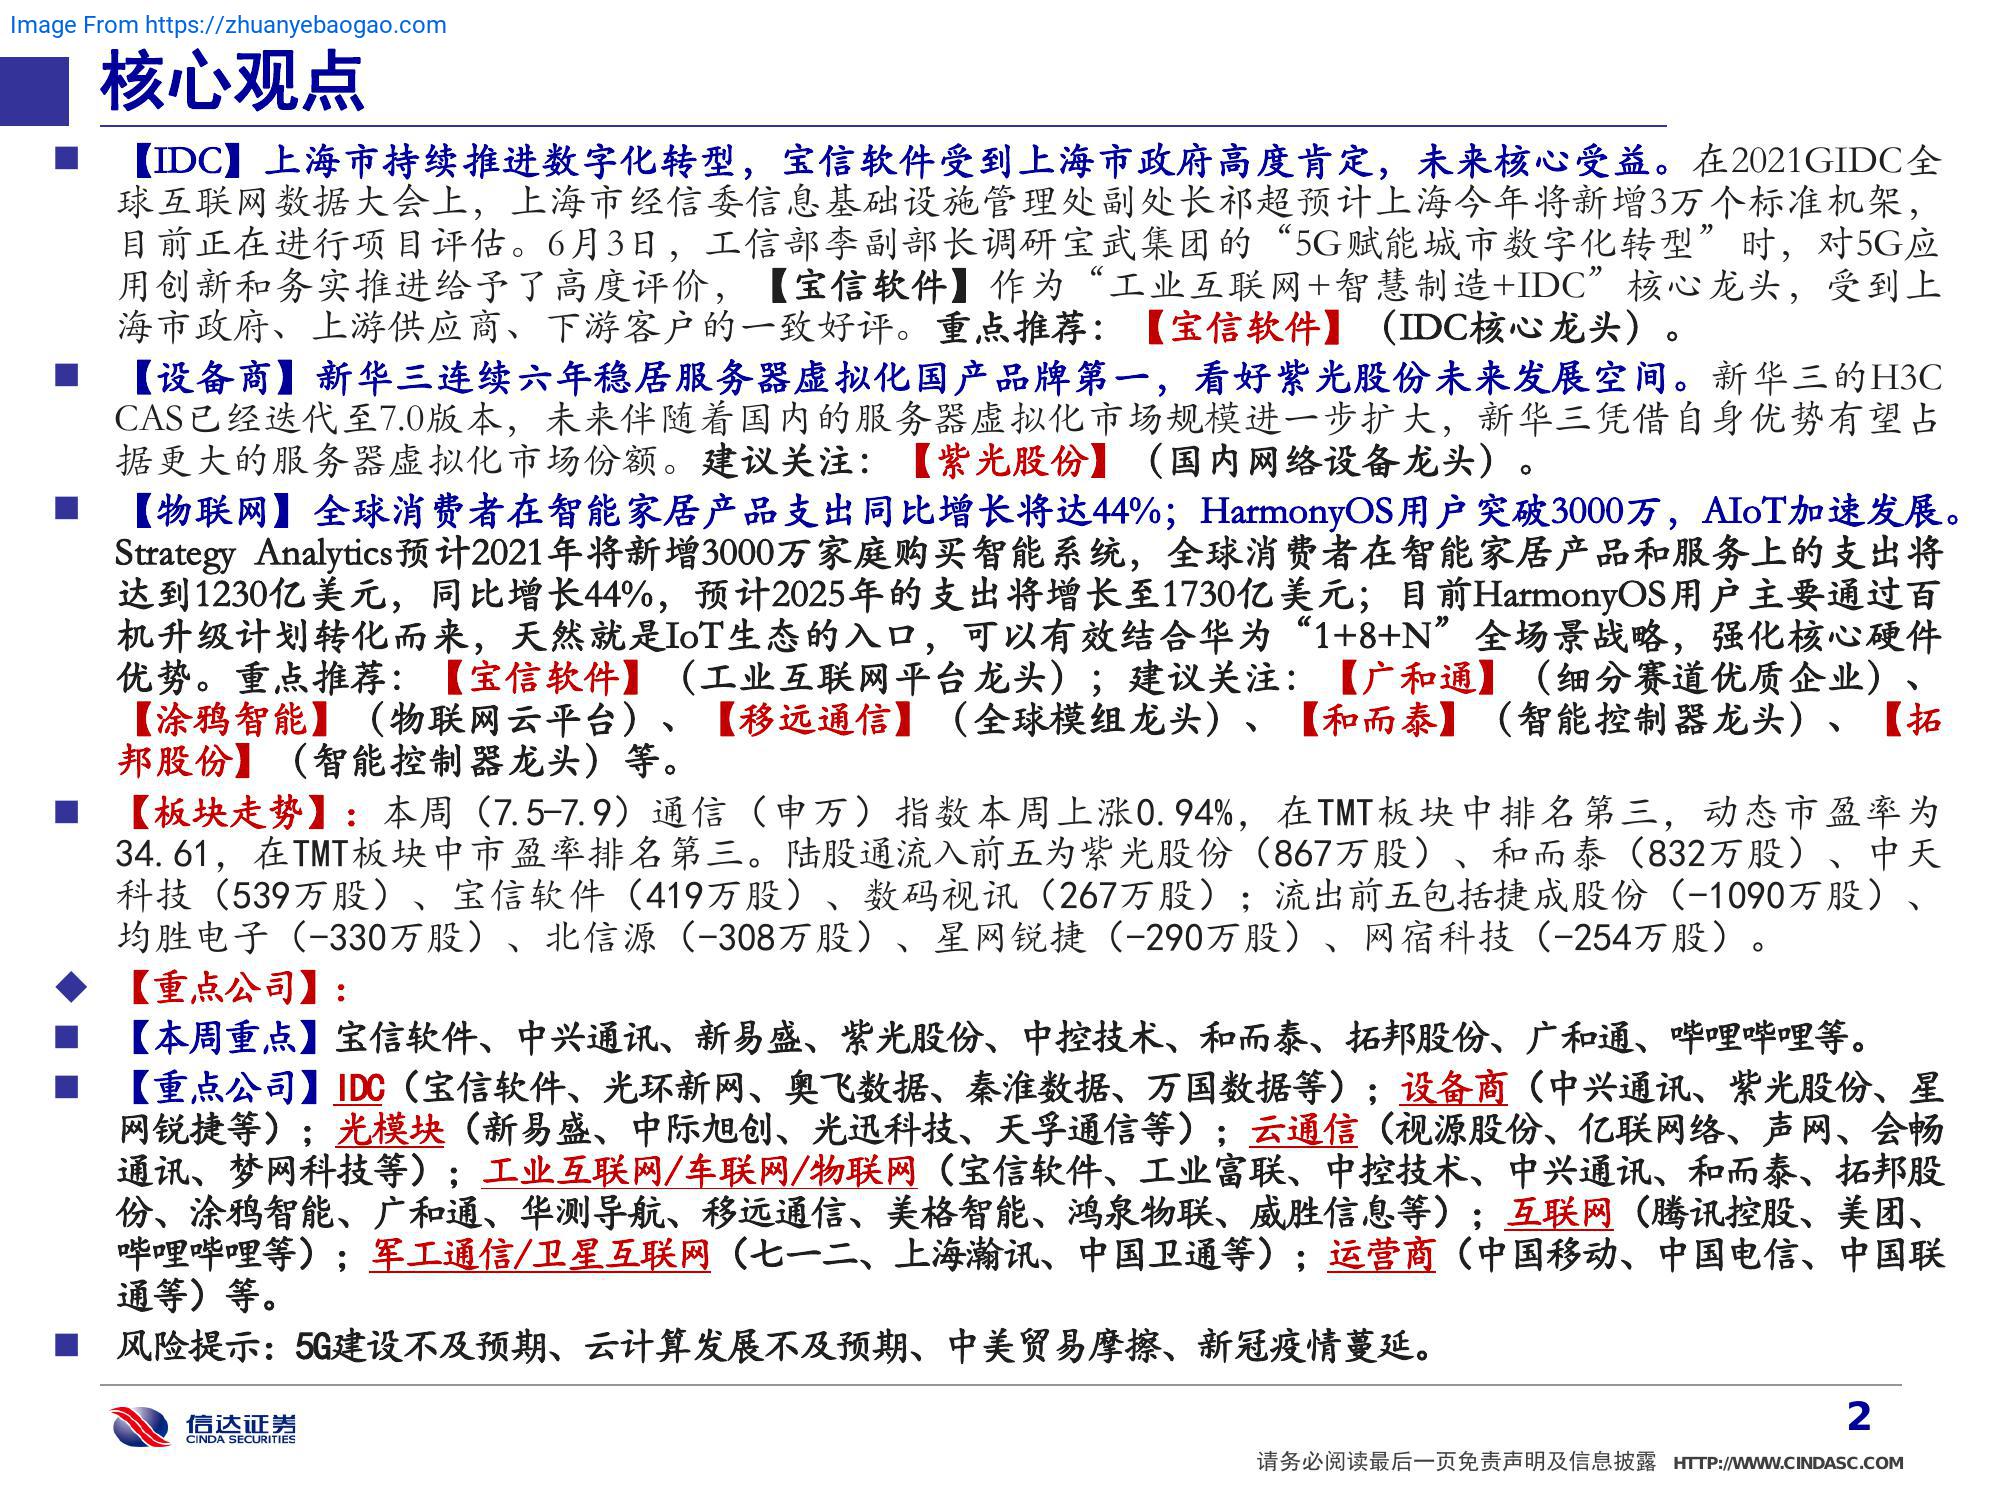 Image From https://zhuanyebaogao.com
核心观点
【IDC】上海市持续推进数字化转型，宝信软件受到上海市政府高度肯定，未来核心受益。在2021GIDC全
球互联网数据大会上，上海市经信委信息基础设施管理处副处长祁超预计上海今年将新增3万个标准机架，
目前正在进行项目评估。6月3日，工信部李副部长调研宝武集团的“5G赋能城市数字化转型”时，对5G应
用创新和务实推进给予了高度评价，【宝信软件】作为“工业互联网+智慧制造+IDC”核心龙头，受到上
海市政府、上游供应商、下游客户的一致好评。重点推荐：【宝信软件】（IDC核心龙头）。
【设备商】新华三连续六年稳居服务器虚拟化国产品牌第一，看好紫光股份未来发展空间。新华三的H3C
CAS已经迭代至7.0版本，未来伴随着国内的服务器虚拟化市场规模进一步扩大，新华三凭借自身优势有望占
据更大的服务器虚拟化市场份额。建议关注：【紫光股份】（国内网络设备龙头）。
【物联网】全球消费者在智能家居产品支出同比增长将达44%；HarmonyOS用户突破3000万，AIoT加速发展。
Strategy Analytics预计2021年将新增3000万家庭购买智能系统，全球消费者在智能家居产品和服务上的支出将
达到1230亿美元，同比增长44%，预计2025年的支出将增长至1730亿美元；目前HarmonyOS用户主要通过百
机升级计划转化而来，天然就是IoT生态的入口，可以有效结合华为“1+8+N”全场景战略，强化核心硬件
优势。重点推荐：【宝信软件】（工业互联网平台龙头）；建议关注：【广和通】（细分赛道优质企业）、
【涂鸦智能】（物联网云平台）、【移远通信】（全球模组龙头）、【和而泰】（智能控制器龙头）、【拓
邦股份】（智能控制器龙头）等。
【板块走势】：本周（7.5-7.9）通信（申万）指数本周上涨0.94%，在TMT板块中排名第三，动态市盈率为
34.61，在TMT板块中市盈率排名第三。陆股通流入前五为紫光股份（867万股）、和而泰（832万股）、中天
科技（539万股）、宝信软件（419万股）、数码视讯（267万股）；流出前五包括捷成股份（-1090万股）、
均胜电子（-330万股）、北信源（-308万股）、星网锐捷（-290万股）、网宿科技（-254万股）。
【重点公司】：
【本周重点】宝信软件、中兴通讯、新易盛、紫光股份、中控技术、和而泰、拓邦股份、广和通、哔哩哔哩等。
【重点公司】IDC（宝信软件、光环新网、奥飞数据、秦淮数据、万国数据等）；设备商（中兴通讯、紫光股份、星
网锐捷等）；光模块（新易盛、中际旭创、光迅科技、天孚通信等）；云通信（视源股份、亿联网络、声网、会畅
通讯、梦网科技等）；工业互联网/车联网/物联网（宝信软件、工业富联、中控技术、中兴通讯、和而泰、拓邦股
份、涂鸦智能、广和通、华测导航、移远通信、美格智能、鸿泉物联、威胜信息等）；互联网（腾讯控股、美团、
哔哩哔哩等）；军工通信/卫星互联网（七一二、上海瀚讯、中国卫通等）；运营商（中国移动、中国电信、中国联
通等）等。
风险提示：5G建设不及预期、云计算发展不及预期、中美贸易摩擦、新冠疫情蔓延。
信达证券
CINDA SECURITIES
2
请务必阅读最后一页免责声明及信息披露 HTTP://WWW.CINDASC.COM